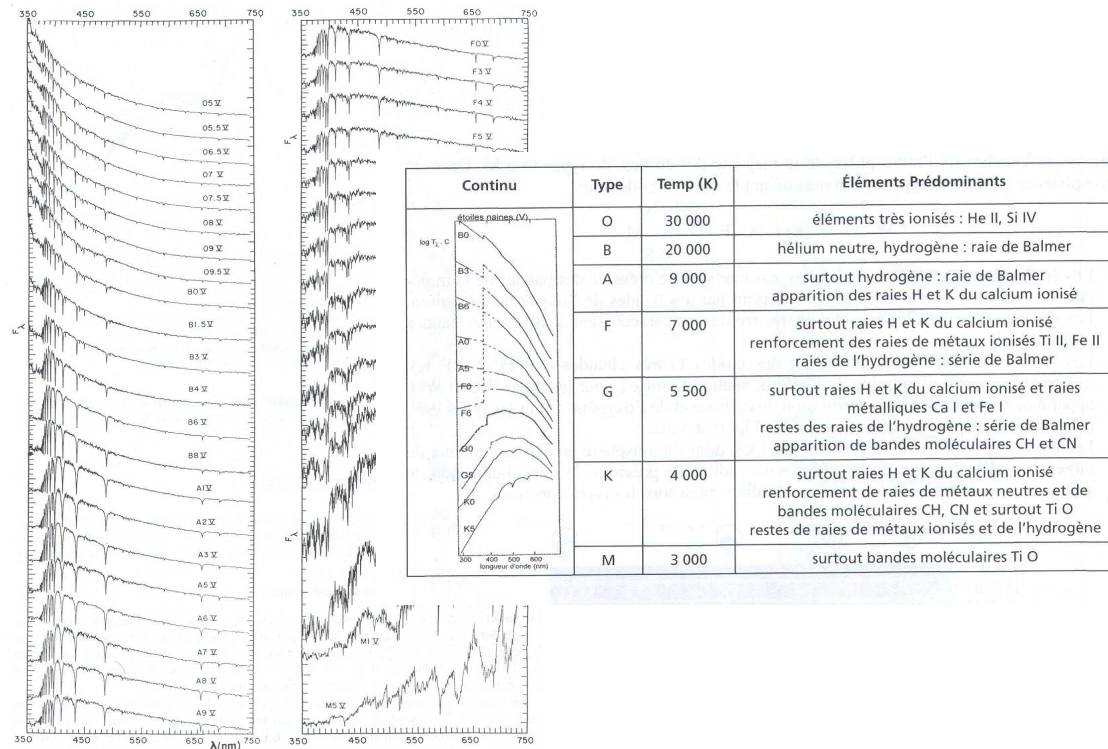 350 450 550 650 750
O5 V
O5.5 V
O6.5 V
O7 V
O7.5 V
O8 V
O9 V
O9.5 V
B0 V
B1.5 V
B3 V
B4 V
B6 V
B8 V
A1 V
A2 V
A3 V
A5 V
A6 V
A7 V
A8 V
A9 V
Fλ
Fλ
350 450 550 650 750
λ(nm)
350 450 550 650 750
F0 V
F3 V
F4 V
F5 V
Fλ
Fλ
M1 V
M5 V
350 450 550 650 750
Continu Type Temp (K) Éléments Prédominants
étoiles naines (V)
log Tλ · C
B0
B3
B6
A0
A5
F0
F6
G0
G5
K0
K5
300 400 500 600
longueur d'onde (nm)
O 30 000 éléments très ionisés : He II, Si IV
B 20 000 hélium neutre, hydrogène : raie de Balmer
A 9 000 surtout hydrogène : raie de Balmer
apparition des raies H et K du calcium ionisé
F 7 000 surtout raies H et K du calcium ionisé
renforcement des raies de métaux ionisés Ti II, Fe II
raies de l'hydrogène : série de Balmer
G 5 500 surtout raies H et K du calcium ionisé et raies
métalliques Ca I et Fe I
restes des raies de l'hydrogène : série de Balmer
apparition de bandes moléculaires CH et CN
K 4 000 surtout raies H et K du calcium ionisé
renforcement de raies de métaux neutres et de
bandes moléculaires CH, CN et surtout Ti O
restes de raies de métaux ionisés et de l'hydrogène
M 3 000 surtout bandes moléculaires Ti O